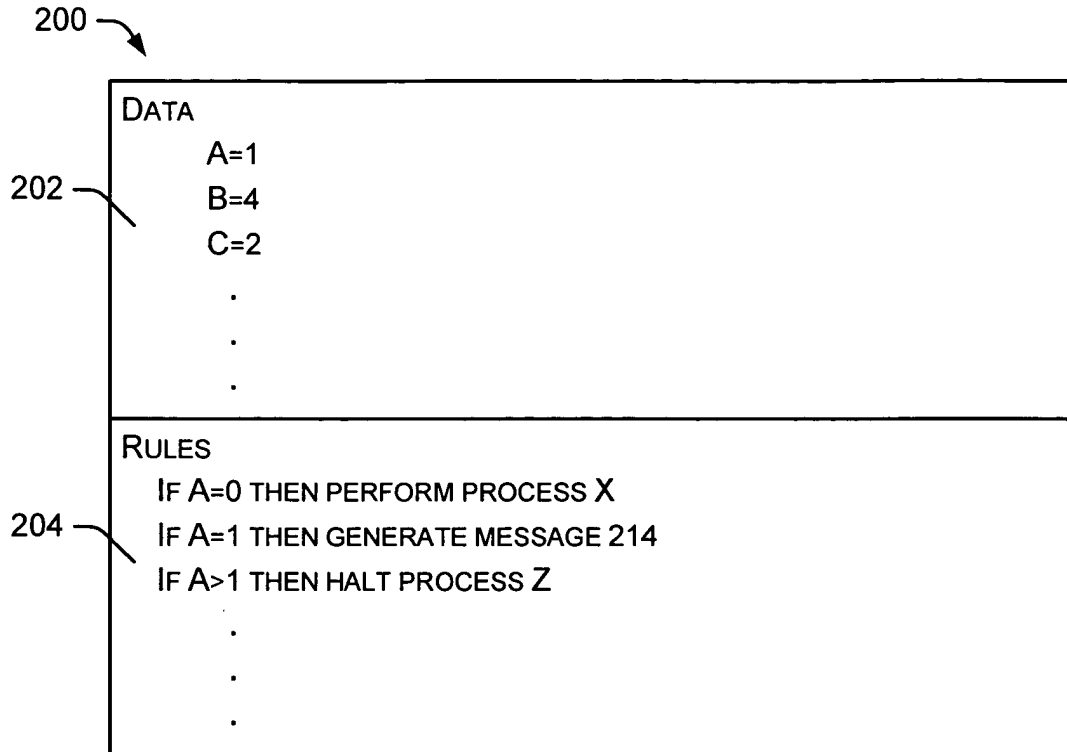 200
DATA
A=1
202
B=4
C=2
.
.
.
RULES
IF A=0 THEN PERFORM PROCESS X
204
IF A=1 THEN GENERATE MESSAGE 214
IF A>1 THEN HALT PROCESS Z
.
.
.